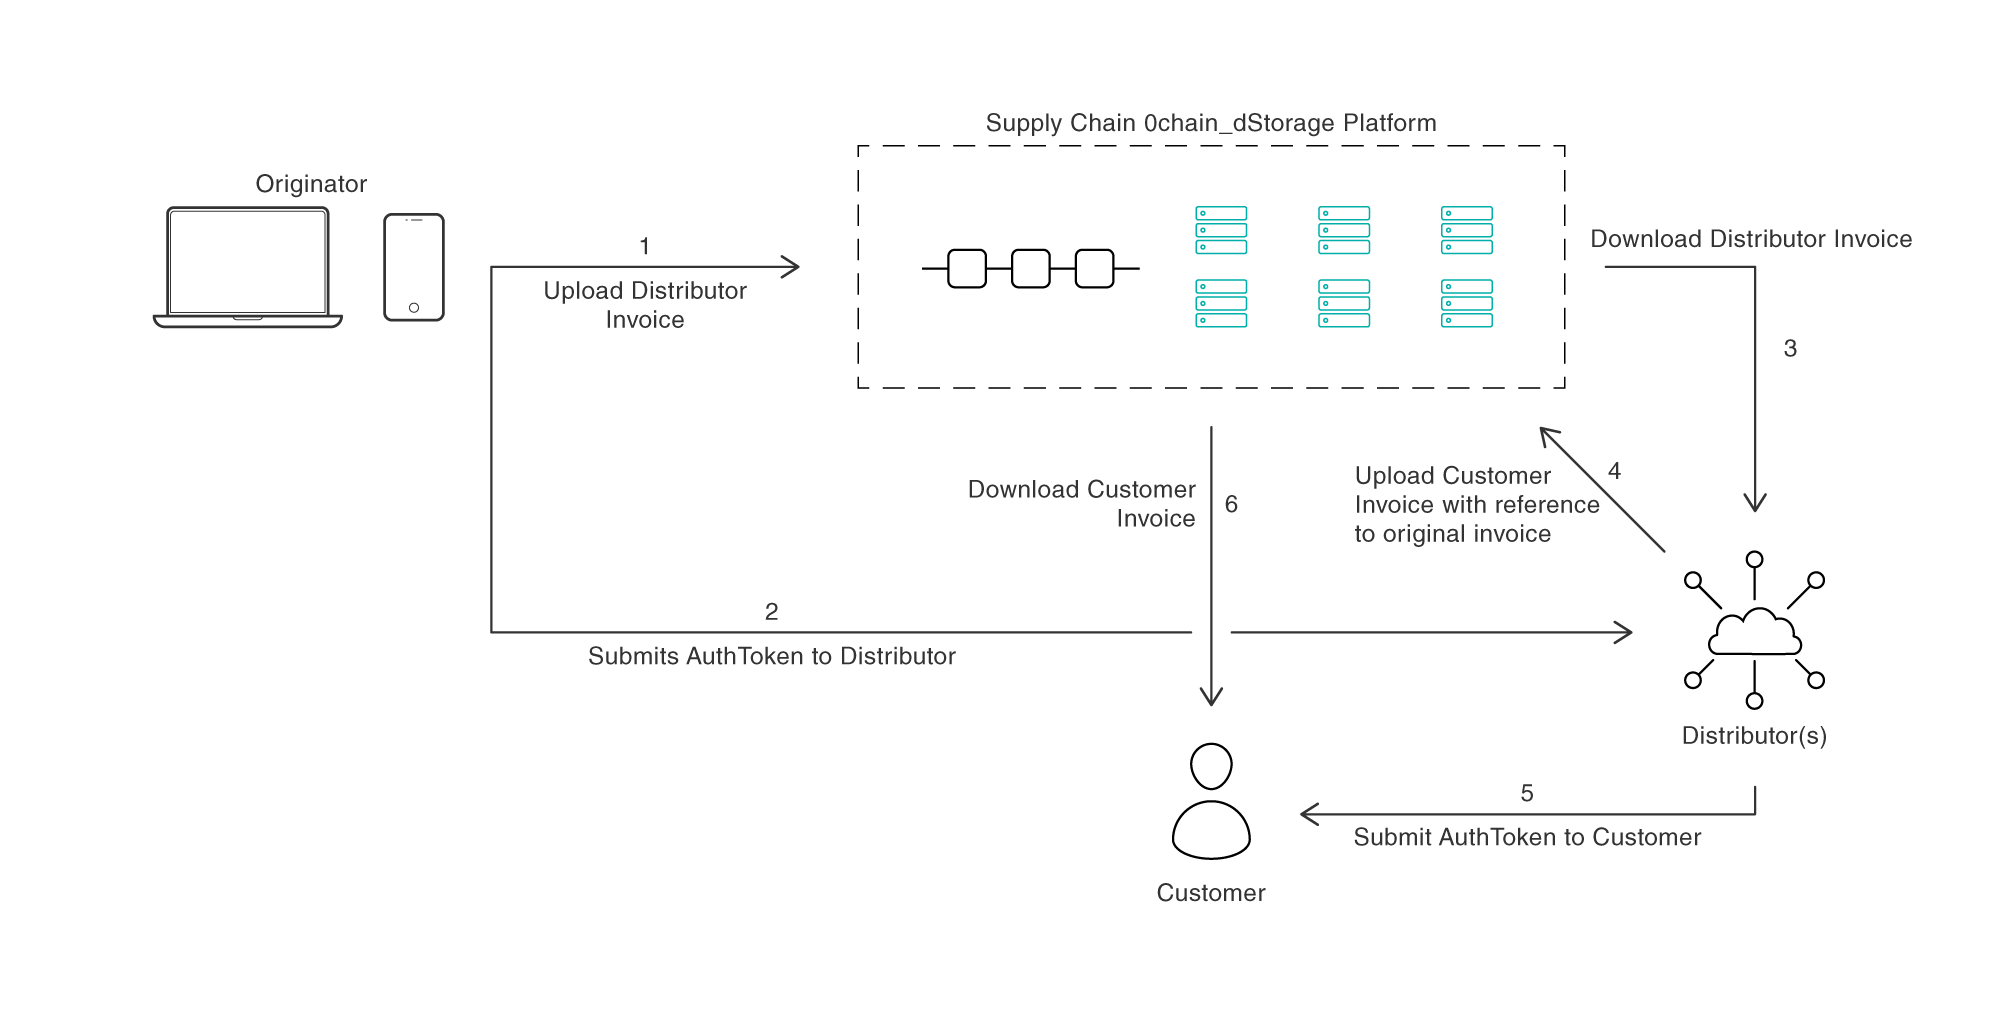 Supply Chain 0chain_dStorage Platform
Originator
1
Upload Distributor
Invoice
Download Distributor Invoice
3
4
Upload Customer
Invoice with reference
to original invoice
Download Customer
Invoice
6
2
Submits AuthToken to Distributor
Distributor(s)
5
Submit AuthToken to Customer
Customer